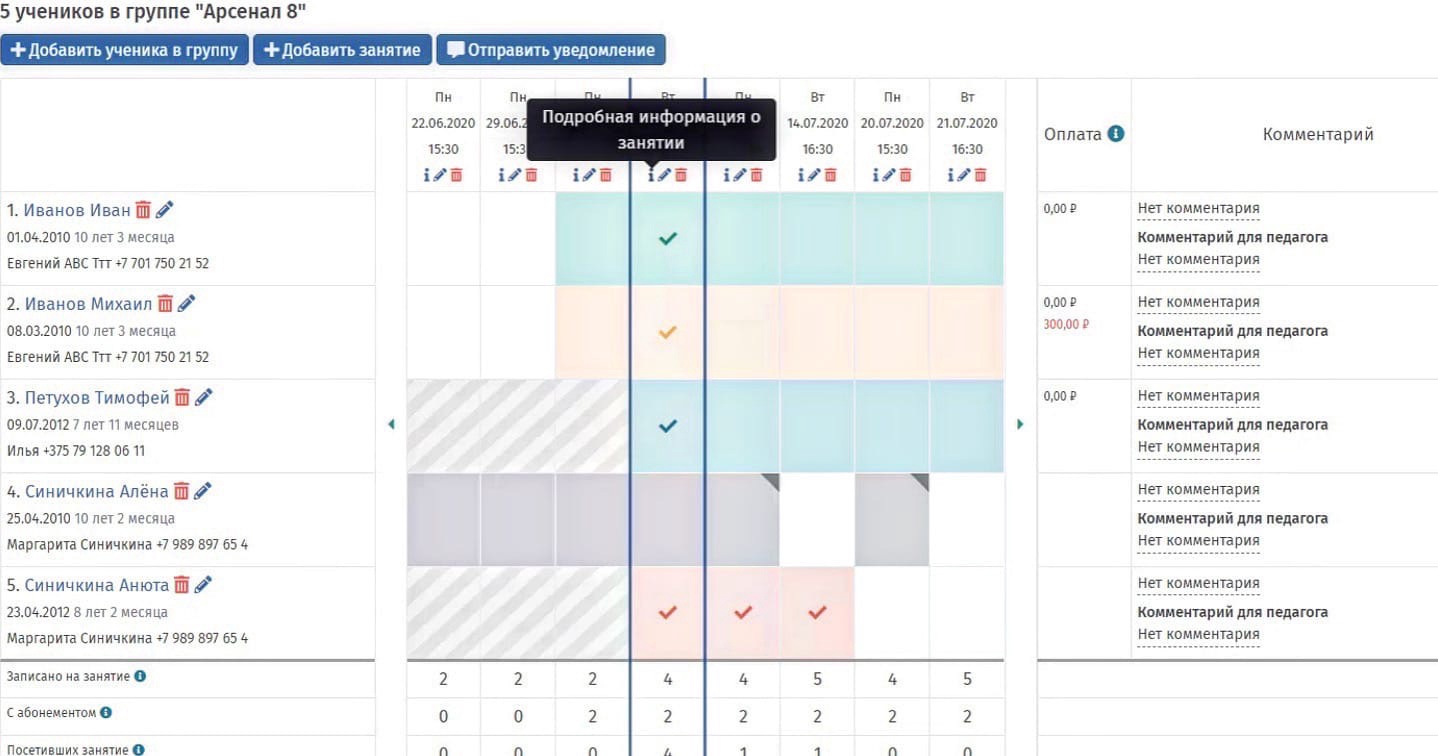 5 учеников в группе "Арсенал 8"
Добавить ученика в группу Добавить занятие Отправить уведомление
Пн Пн Пн Вт Пн Вт Пн Вт
22.06.2020 29.06.2 14.07.2020 20.07.2020 21.07.2020
15:30 15:3 16:30 15:30 16:30
Подробная информация о
занятии
Оплата Комментарий
1. Иванов Иван
01.04.2010 10 лет 3 месяца
Евгений АВС Ттт +7 701 750 21 52
0,00 ₽
Нет комментария
Комментарий для педагога
Нет комментария
2. Иванов Михаил
08.03.2010 10 лет 3 месяца
Евгений АВС Ттт +7 701 750 21 52
0,00 ₽
300,00 ₽
Нет комментария
Комментарий для педагога
Нет комментария
3. Петухов Тимофей
09.07.2012 7 лет 11 месяцев
Илья +375 79 128 06 11
0,00 ₽
Нет комментария
Комментарий для педагога
Нет комментария
4. Синичкина Алёна
25.04.2010 10 лет 2 месяца
Маргарита Синичкина +7 989 897 65 4
Нет комментария
Комментарий для педагога
Нет комментария
5. Синичкина Анюта
23.04.2012 8 лет 2 месяца
Маргарита Синичкина +7 989 897 65 4
Нет комментария
Комментарий для педагога
Нет комментария
Записано на занятие 2 2 2 4 4 5 4 5
С абонементом 0 0 2 2 2 2 2 2
Посетивших занятие 0 0 0 4 1 1 0 0